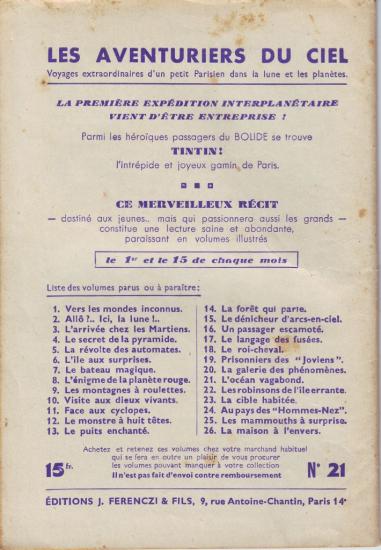 LES AVENTURIERS DU CIEL
Voyages extraordinaires d'un petit Parisien dans la lune et les planètes.
LA PREMIÈRE EXPÉDITION INTERPLANÉTAIRE
VIENT D'ÊTRE ENTREPRISE !
Parmi les héroïques passagers du BOLIDE se trouve
TINTIN!
l'intrépide et joyeux gamin de Paris.
CE MERVEILLEUX RÉCIT
— destiné aux jeunes.. mais qui passionnera aussi les grands —
constitue une lecture saine et abondante,
paraissant en volumes illustrés
le 1er et le 15 de chaque mois
Liste des volumes parus ou à paraître:
1. Vers les mondes inconnus.
2. Allô ?.. Ici, la lune !..
3. L'arrivée chez les Martiens.
4. Le secret de la pyramide.
5. La révolte des automates.
6. L'île aux surprises.
7. Le bateau magique.
8. L'énigme de la planète rouge.
9. Les montagnes à roulettes.
10. Visite aux dieux vivants.
11. Face aux cyclopes.
12. Le monstre à huit têtes.
13. Le puits enchanté.
14. La forêt qui parle.
15. Le dénicheur d'arcs-en-ciel.
16. Un passager escamoté.
17. Le langage des fusées.
18. Le roi-cheval.
19. Prisonniers des "Joviens".
20. La galerie des phénomènes.
21. L'océan vagabond.
22. Les robinsons de l'île errante.
23. La cible habitée.
24. Au pays des "Hommes-Nez".
25. Les mammouths à surprise.
26. La maison à l'envers.
Achetez et retenez ces volumes chez votre marchand habituel
qui se fera en outre un plaisir de vous procurer
les volumes pouvant manquer à votre collection
Il n'est pas fait d'envoi contre remboursement
15 fr.
N° 21
ÉDITIONS J. FERENCZI & FILS, 9, rue Antoine-Chantin, Paris 14e